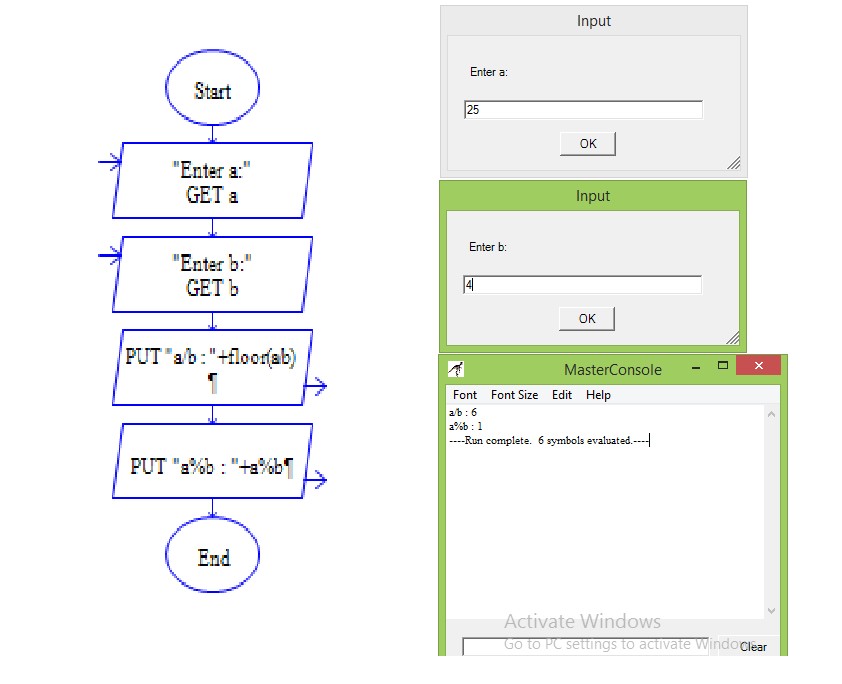 Start
"Enter a:"
GET a
"Enter b:"
GET b
PUT "a/b :"+floor(a/b)
¶
PUT "a%b : "+a%b¶
End
Input
Enter a:
25
OK
Input
Enter b:
4
OK
MasterConsole
Font Font Size Edit Help
a/b : 6
a%b : 1
----Run complete. 6 symbols evaluated.----
Activate Windows
Go to PC settings to activate Windows.
Clear